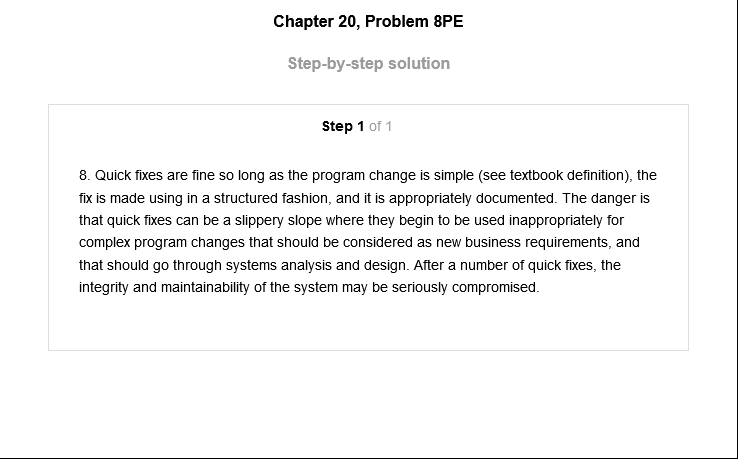 Chapter 20, Problem 8PE
Step-by-step solution
Step 1 of 1
8. Quick fixes are fine so long as the program change is simple (see textbook definition), the
fix is made using in a structured fashion, and it is appropriately documented. The danger is
that quick fixes can be a slippery slope where they begin to be used inappropriately for
complex program changes that should be considered as new business requirements, and
that should go through systems analysis and design. After a number of quick fixes, the
integrity and maintainability of the system may be seriously compromised.